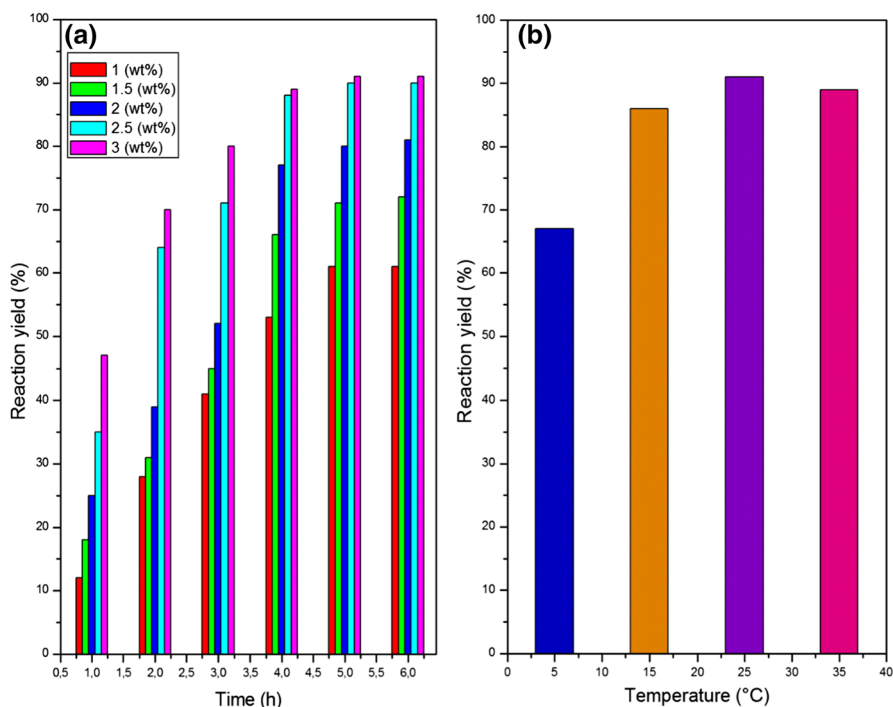 (a)
1 (wt%)
1.5 (wt%)
2 (wt%)
2.5 (wt%)
3 (wt%)
Reaction yield (%)
100
90
80
70
60
50
40
30
20
10
0
0,5 1,0 1,5 2,0 2,5 3,0 3,5 4,0 4,5 5,0 5,5 6,0
Time (h)
(b)
Reaction yield (%)
100
90
80
70
60
50
40
30
20
10
0
0 5 10 15 20 25 30 35 40
Temperature (°C)